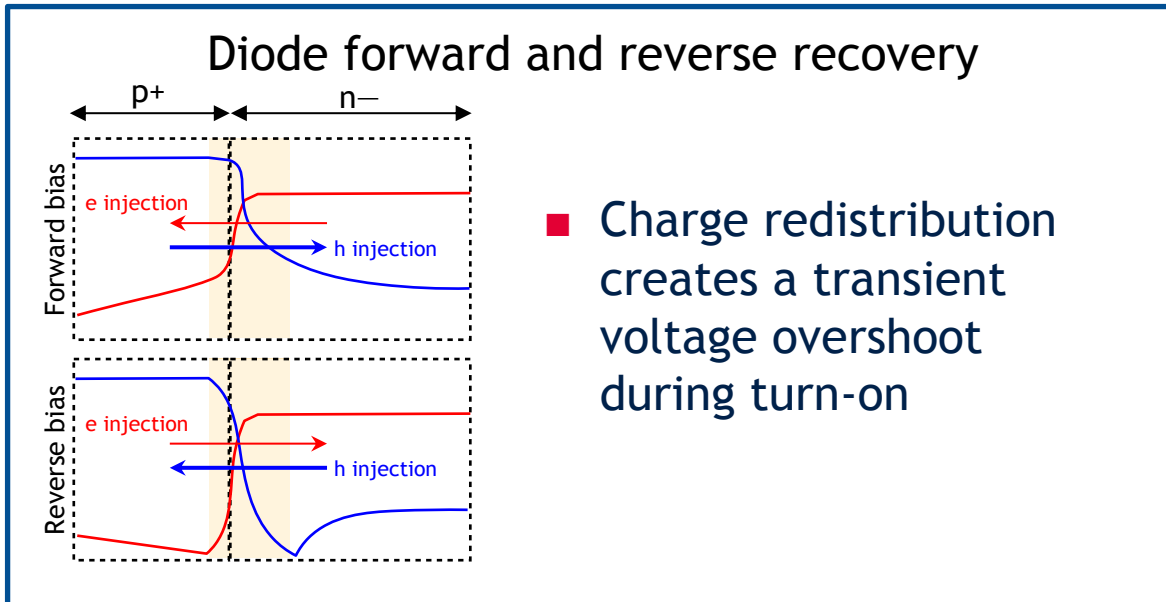 Diode forward and reverse recovery
p+
n—
Forward bias
e injection
h injection
Reverse bias
e injection
h injection
■ Charge redistribution
creates a transient
voltage overshoot
during turn-on